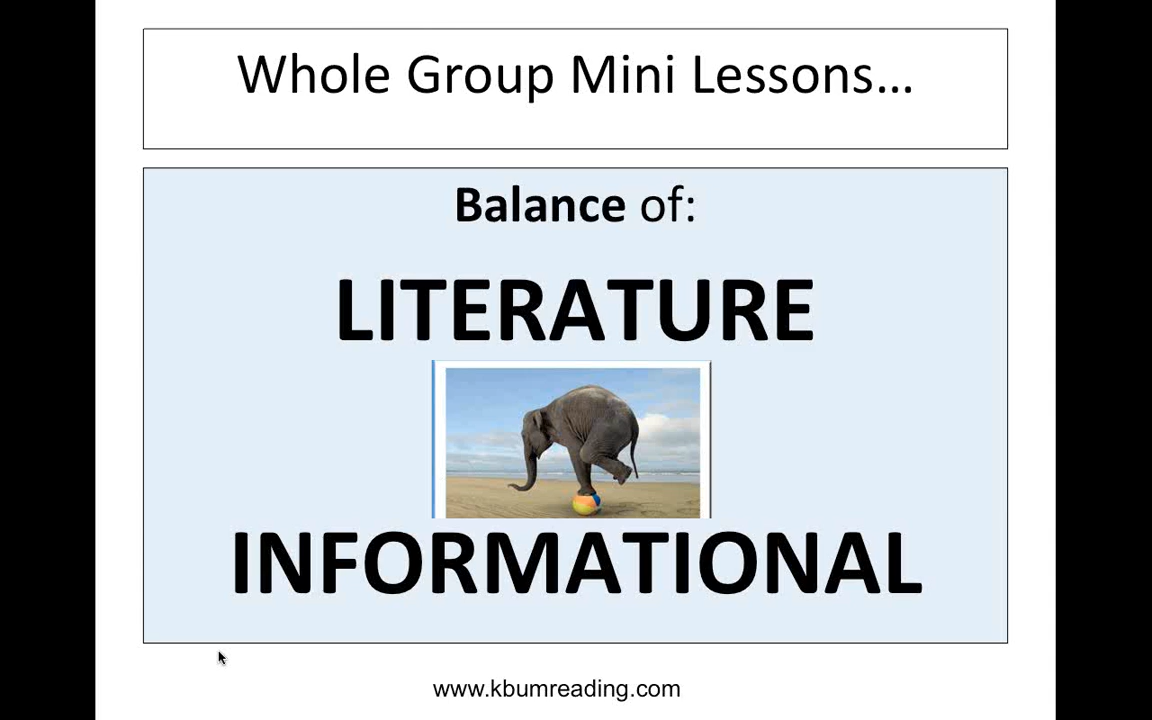 Whole Group Mini Lessons...
Balance of:
LITERATURE
INFORMATIONAL
www.kbumreading.com